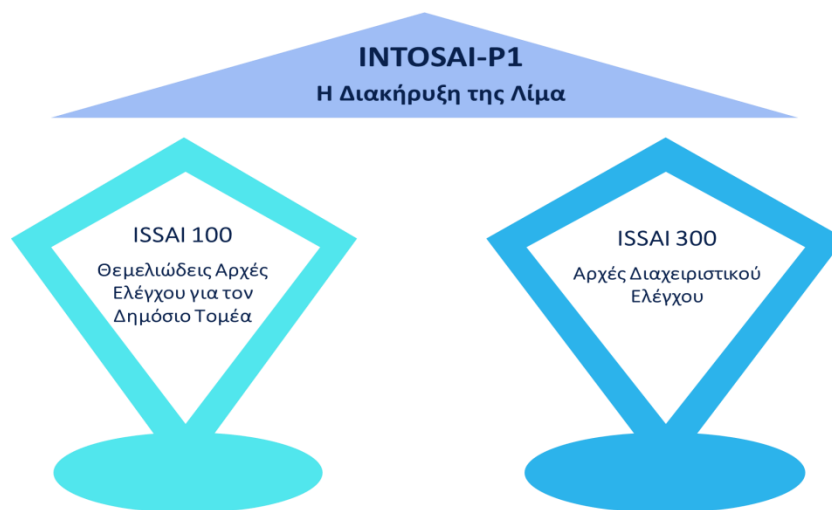 INTOSAI-P1
Η Διακήρυξη της Λίμα
ISSAI 100
Θεμελιώδεις Αρχές
Ελέγχου για τον
Δημόσιο Τομέα
ISSAI 300
Αρχές Διαχειριστικού
Ελέγχου